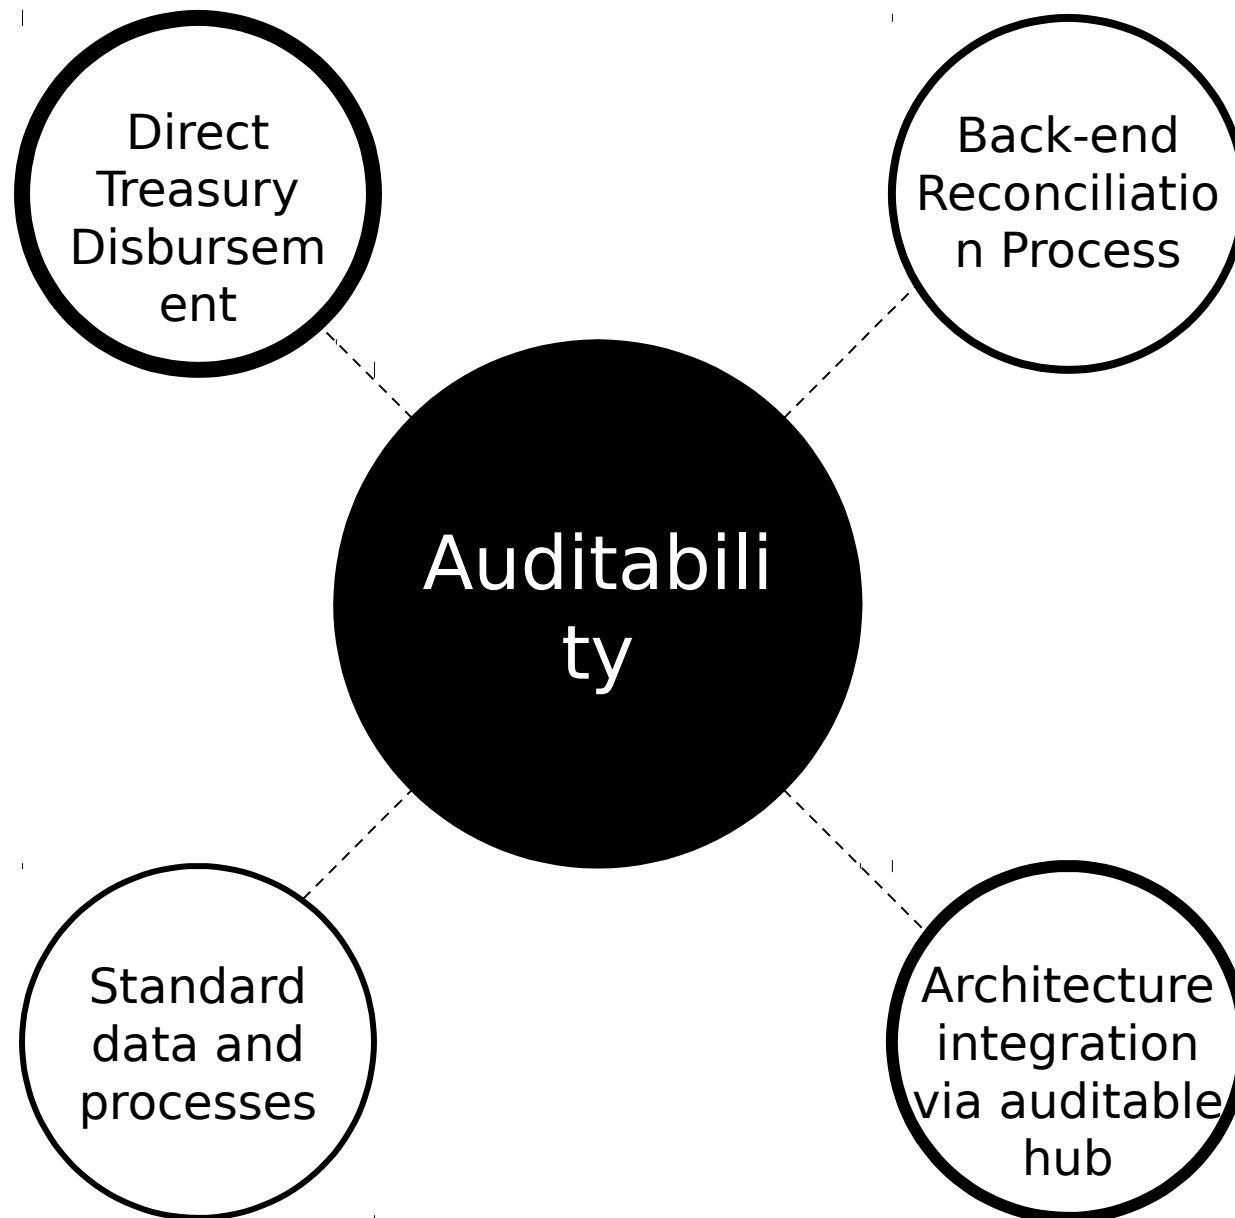 Direct
Treasury
Disbursem
ent
Back-end
Reconciliatio
n Process
Auditabili
ty
Standard
data and
processes
Architecture
integration
via auditable
hub